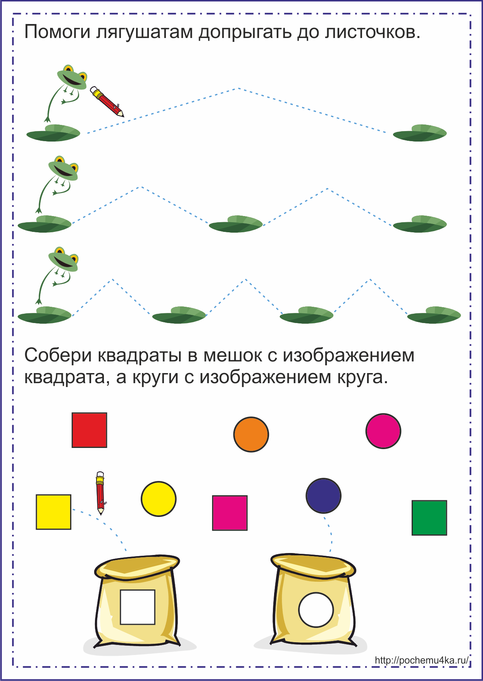 Помоги лягушатам допрыгать до листочков.
Собери квадраты в мешок с изображением
квадрата, а круги с изображением круга.
http://pochemu4ka.ru/